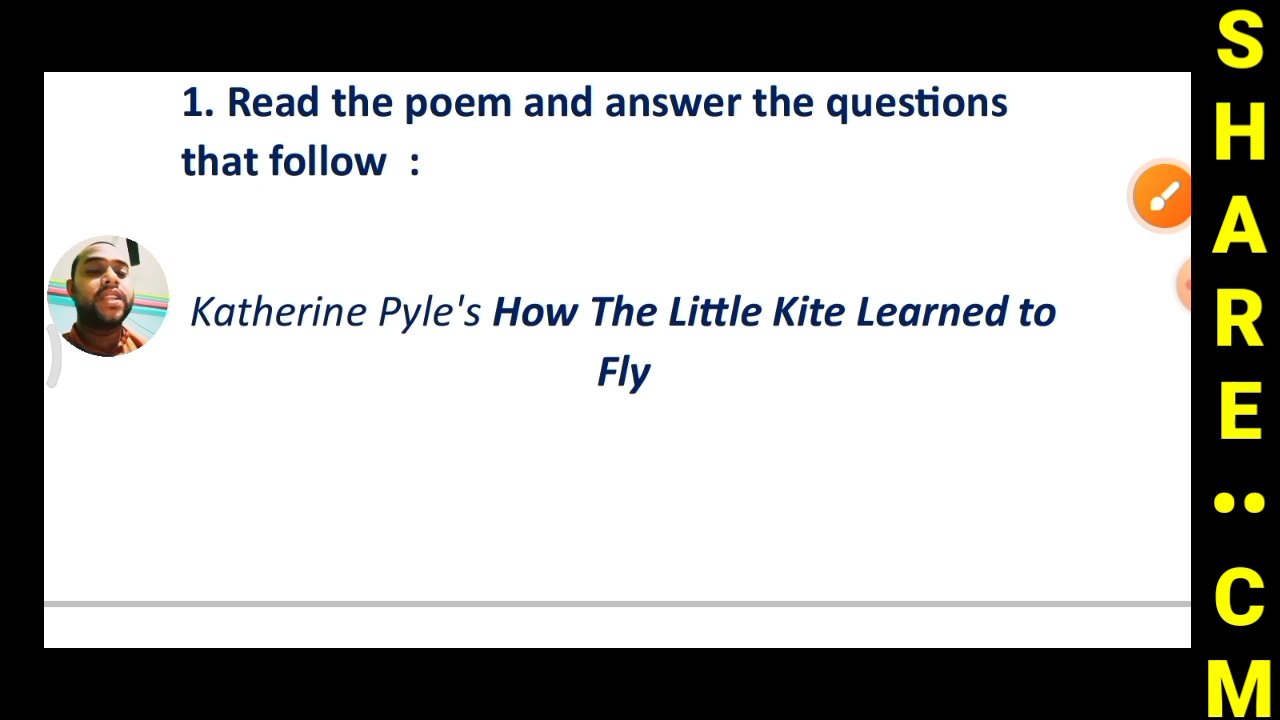 1. Read the poem and answer the questions
that follow :
Katherine Pyle's How The Little Kite Learned to
Fly
S
H
A
R
E
••
C
M